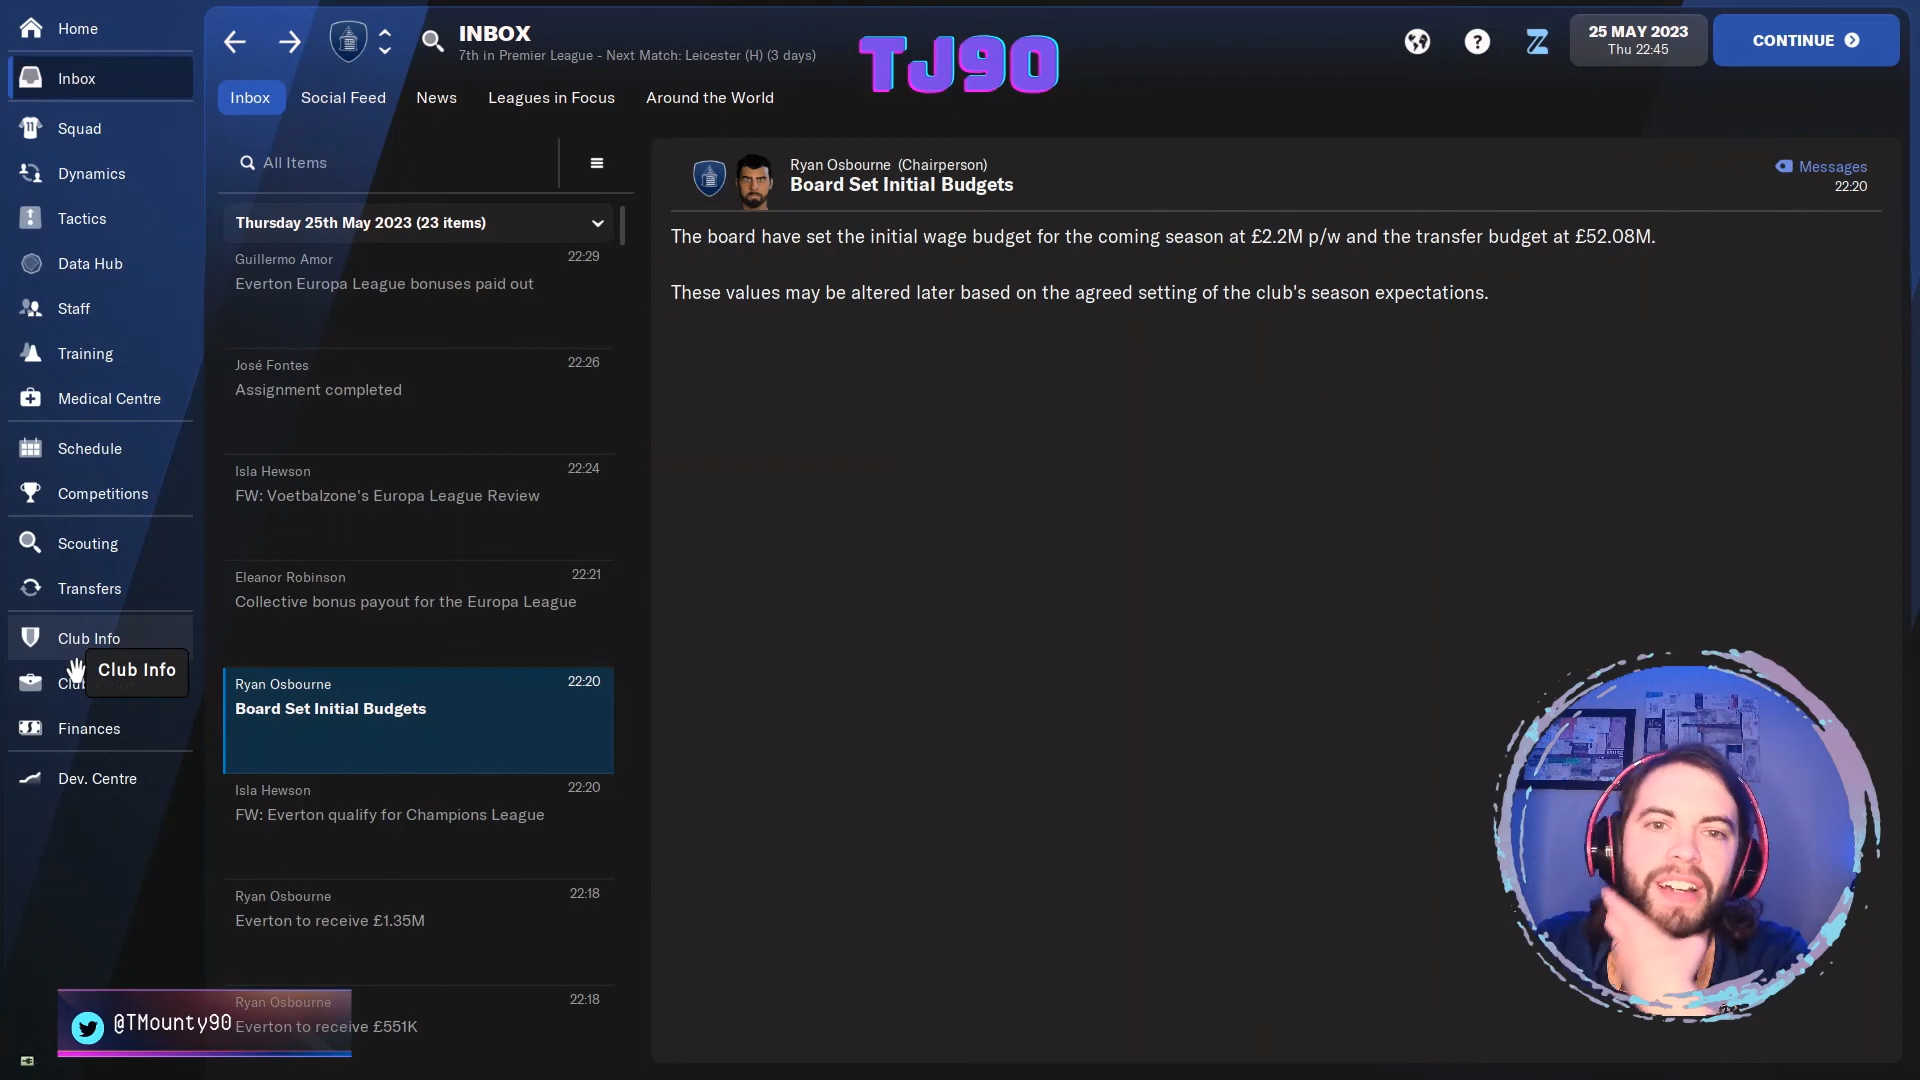 Home
Inbox
Squad
Dynamics
Tactics
Data Hub
Staff
Training
Medical Centre
Schedule
Competitions
Scouting
Transfers
Club Info
Club Info
Finances
Dev. Centre
INBOX
7th in Premier League - Next Match: Leicester (H) (3 days)
TJ90
25 MAY 2023
Thu 22:45
CONTINUE
Inbox
Social Feed
News
Leagues in Focus
Around the World
All Items
Thursday 25th May 2023 (23 items)
Guillermo Amor
22:29
Everton Europa League bonuses paid out
José Fontes
22:26
Assignment completed
Isla Hewson
22:24
FW: Voetbalzone's Europa League Review
Eleanor Robinson
22:21
Collective bonus payout for the Europa League
Ryan Osbourne
22:20
Board Set Initial Budgets
Isla Hewson
22:20
FW: Everton qualify for Champions League
Ryan Osbourne
22:18
Everton to receive £1.35M
Ryan Osbourne
22:18
Everton to receive £551K
Ryan Osbourne (Chairperson)
Board Set Initial Budgets
Messages
22:20
The board have set the initial wage budget for the coming season at £2.2M p/w and the transfer budget at £52.08M.
These values may be altered later based on the agreed setting of the club's season expectations.
@TMounty90